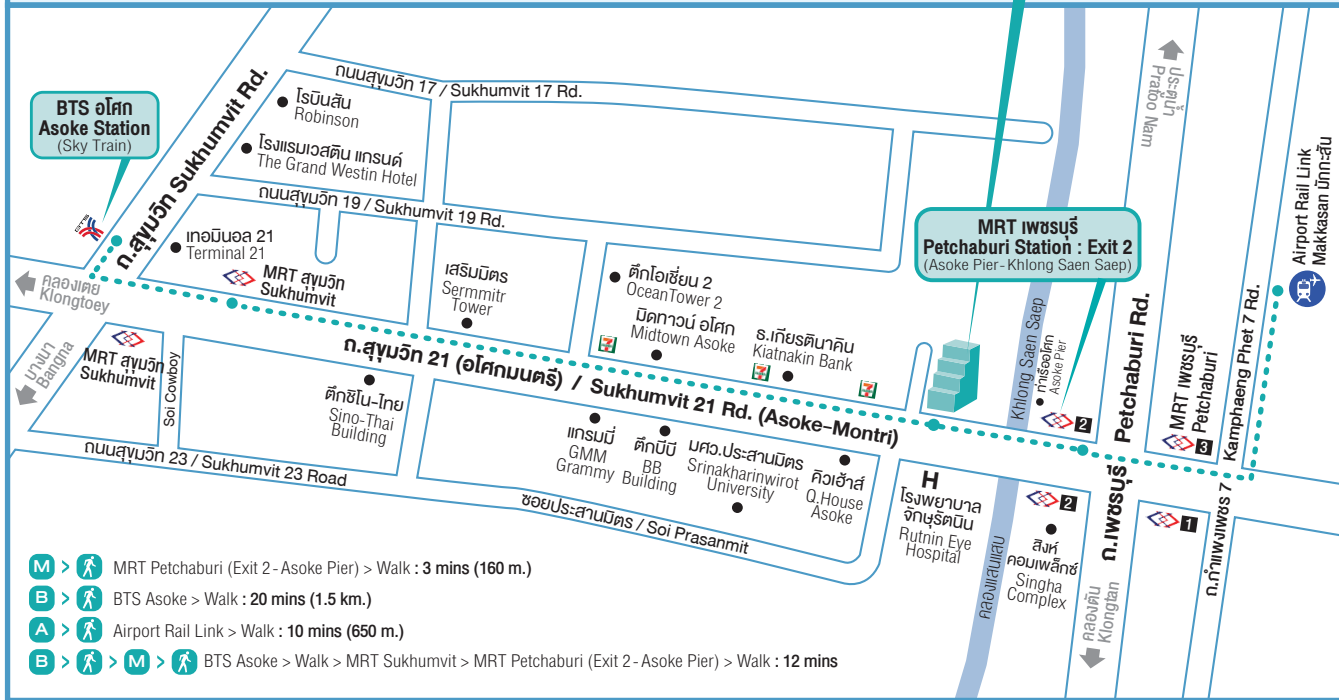 ถนนสุขุมวิท 17 / Sukhumvit 17 Rd.
BTS อโศก
Asoke Station
(Sky Train)
BTS
ถ.สุขุมวิท Sukhumvit Rd.
โรบินสัน
Robinson
โรงแรมเวสติน แกรนด์
The Grand Westin Hotel
ถนนสุขุมวิท 19 / Sukhumvit 19 Rd.
เทอมินอล 21
Terminal 21
MRT สุขุมวิท
Sukhumvit
คลองเตย
Klongtoey
บางนา
Bangna
MRT สุขุมวิท
Sukhumvit
Soi Cowboy
เสริมมิตร
Sermmitr
Tower
ตึกโอเชี่ยน 2
OceanTower 2
มิดทาวน์ อโศก
Midtown Asoke
ธ.เกียรตินาคิน
Kiatnakin Bank
7
7
7
ถ.สุขุมวิท 21 (อโศกมนตรี) / Sukhumvit 21 Rd. (Asoke-Montri)
ตึกซิโน-ไทย
Sino-Thai
Building
ถนนสุขุมวิท 23 / Sukhumvit 23 Road
แกรมมี่
GMM
Grammy
ตึกบีบี
BB
Building
มศว.ประสานมิตร
Srinakharinwirot
University
คิวเฮ้าส์
Q.House
Asoke
ซอยประสานมิตร / Soi Prasanmit
H
โรงพยาบาล
จักษุรัตนิน
Rutnin Eye
Hospital
MRT เพชรบุรี
Petchaburi Station : Exit 2
(Asoke Pier-Khlong Saen Saep)
Khlong Saen Saep
คลองแสนแสบ
ท่าเรืออโศก
Asoke Pier
2
2
สิงห์
คอมเพล็กซ์
Singha
Complex
Petchaburi Rd.
ถ.เพชรบุรี
ประตูน้ำ
Pratoo Nam
คลองตัน
Klongtan
MRT เพชรบุรี
Petchaburi
3
1
Kamphaeng Phet 7 Rd.
ถ.กำแพงเพชร 7
Airport Rail Link
Makkasan มักกะสัน
M > MRT Petchaburi (Exit 2-Asoke Pier) > Walk : 3 mins (160 m.)
B > BTS Asoke > Walk : 20 mins (1.5 km.)
A > Airport Rail Link > Walk : 10 mins (650 m.)
B > > M > BTS Asoke > Walk > MRT Sukhumvit > MRT Petchaburi (Exit 2-Asoke Pier) > Walk : 12 mins